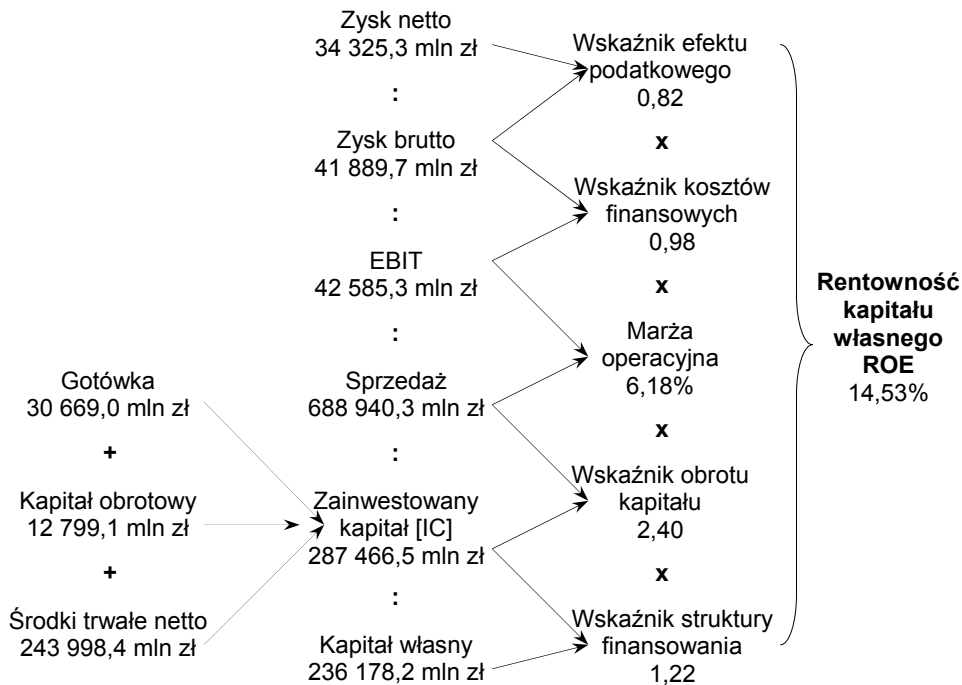 Zysk netto
34 325,3 mln zł
:
Zysk brutto
41 889,7 mln zł
:
EBIT
42 585,3 mln zł
:
Sprzedaż
688 940,3 mln zł
:
Zainwestowany
kapitał [IC]
287 466,5 mln zł
:
Kapitał własny
236 178,2 mln zł
Gotówka
30 669,0 mln zł
+
Kapitał obrotowy
12 799,1 mln zł
+
Środki trwałe netto
243 998,4 mln zł
Wskaźnik efektu
podatkowego
0,82
x
Wskaźnik kosztów
finansowych
0,98
x
Marża
operacyjna
6,18%
x
Wskaźnik obrotu
kapitału
2,40
x
Wskaźnik struktury
finansowania
1,22
Rentowność
kapitału
własnego
ROE
14,53%